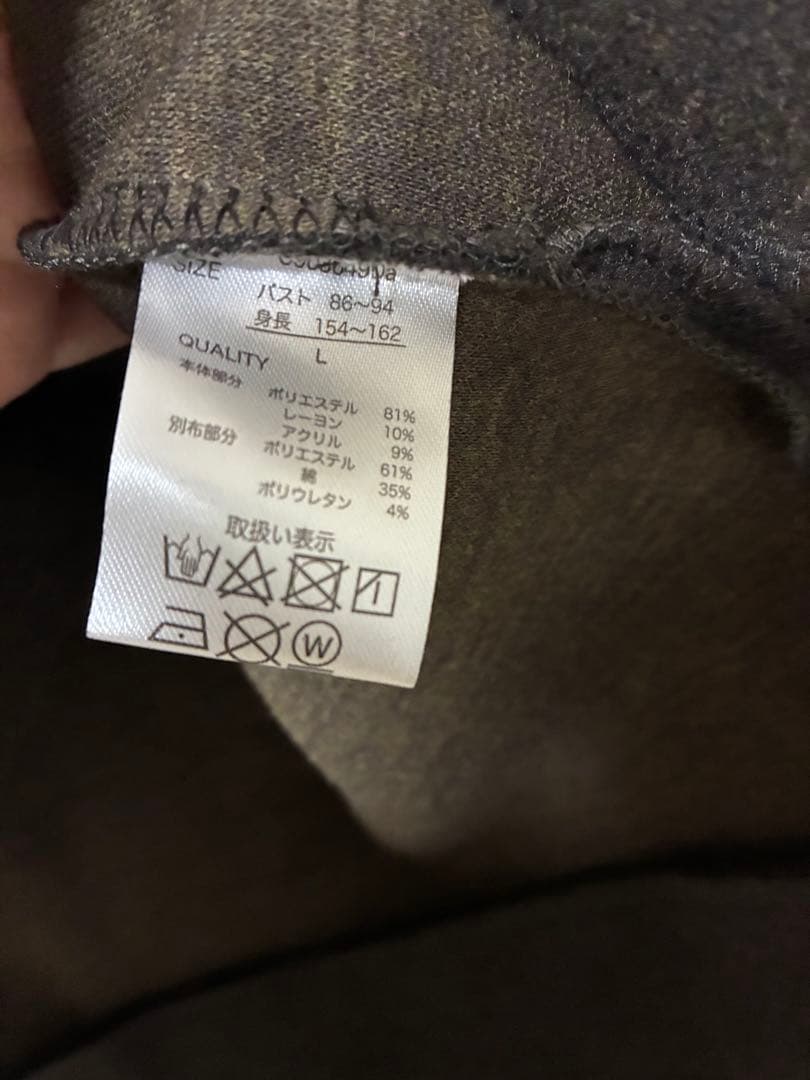 SIZE
バスト 86〜94
身長 154〜162
L
QUALITY
本体部分
ポリエステル 81%
レーヨン 10%
アクリル 9%
別布部分
ポリエステル 61%
綿 35%
ポリウレタン 4%
取扱い表示
W